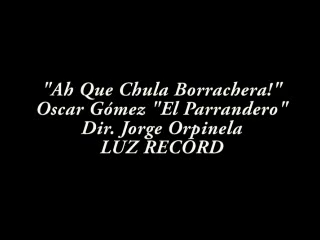 "Ah Que Chula Borrachera!"
Oscar Gómez "El Parrandero"
Dir. Jorge Orpinela
LUZ RECORD